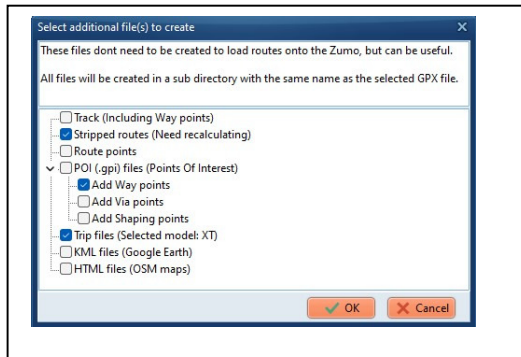 Select additional file(s) to create
These files dont need to be created to load routes onto the Zumo, but can be useful.
All files will be created in a sub directory with the same name as the selected GPX file.
Track (Including Way points)
Stripped routes (Need recalculating)
Route points
POI (.gpi) files (Points Of Interest)
Add Way points
Add Via points
Add Shaping points
Trip files (Selected model: XT)
KML files (Google Earth)
HTML files (OSM maps)
OK Cancel